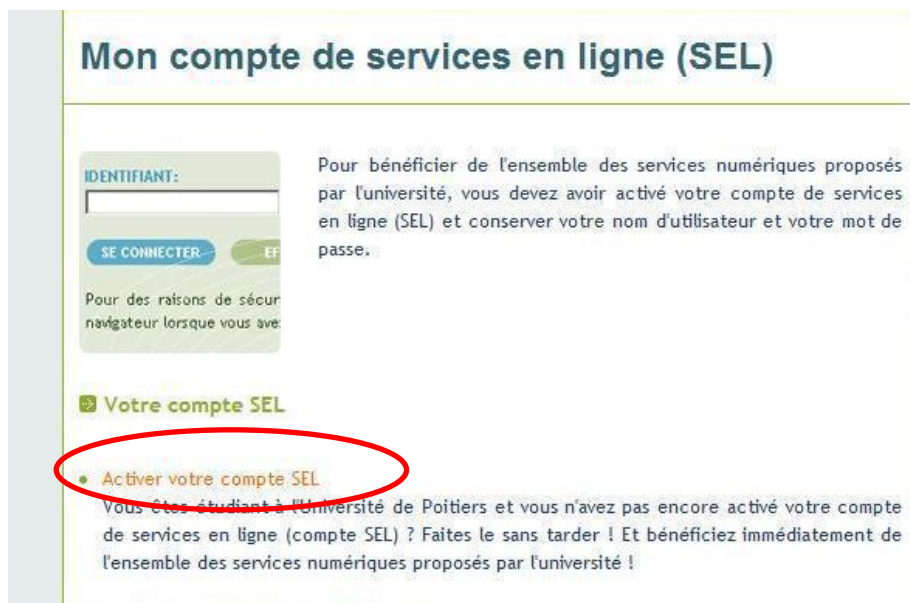 Mon compte de services en ligne (SEL)
IDENTIFIANT:
SE CONNECTER
EF
Pour des raisons de sécur
navigateur lorsque vous ave
Pour bénéficier de l'ensemble des services numériques proposés
par l'université, vous devez avoir activé votre compte de services
en ligne (SEL) et conserver votre nom d'utilisateur et votre mot de
passe.
Votre compte SEL
Activer votre compte SEL
Vous êtes étudiant à l'Université de Poitiers et vous n'avez pas encore activé votre compte
de services en ligne (compte SEL) ? Faites le sans tarder ! Et bénéficiez immédiatement de
l'ensemble des services numériques proposés par l'université !